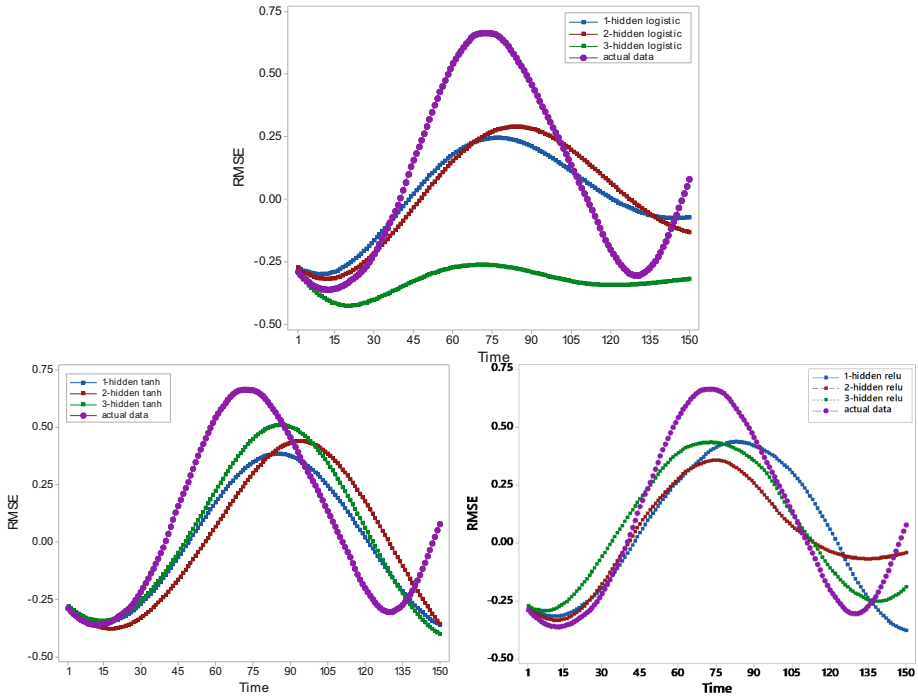 0.75
0.50
0.25
0.00
-0.25
-0.50
RMSE
1-hidden logistic
2-hidden logistic
3-hidden logistic
actual data
1 15 30 45 60 75 90 105 120 135 150
Time
0.75
0.50
0.25
0.00
-0.25
-0.50
RMSE
1-hidden tanh
2-hidden tanh
3-hidden tanh
actual data
1 15 30 45 60 75 90 105 120 135 150
Time
0.75
0.50
0.25
0.00
-0.25
-0.50
RMSE
1-hidden relu
2-hidden relu
3-hidden relu
actual data
1 15 30 45 60 75 90 105 120 135 150
Time